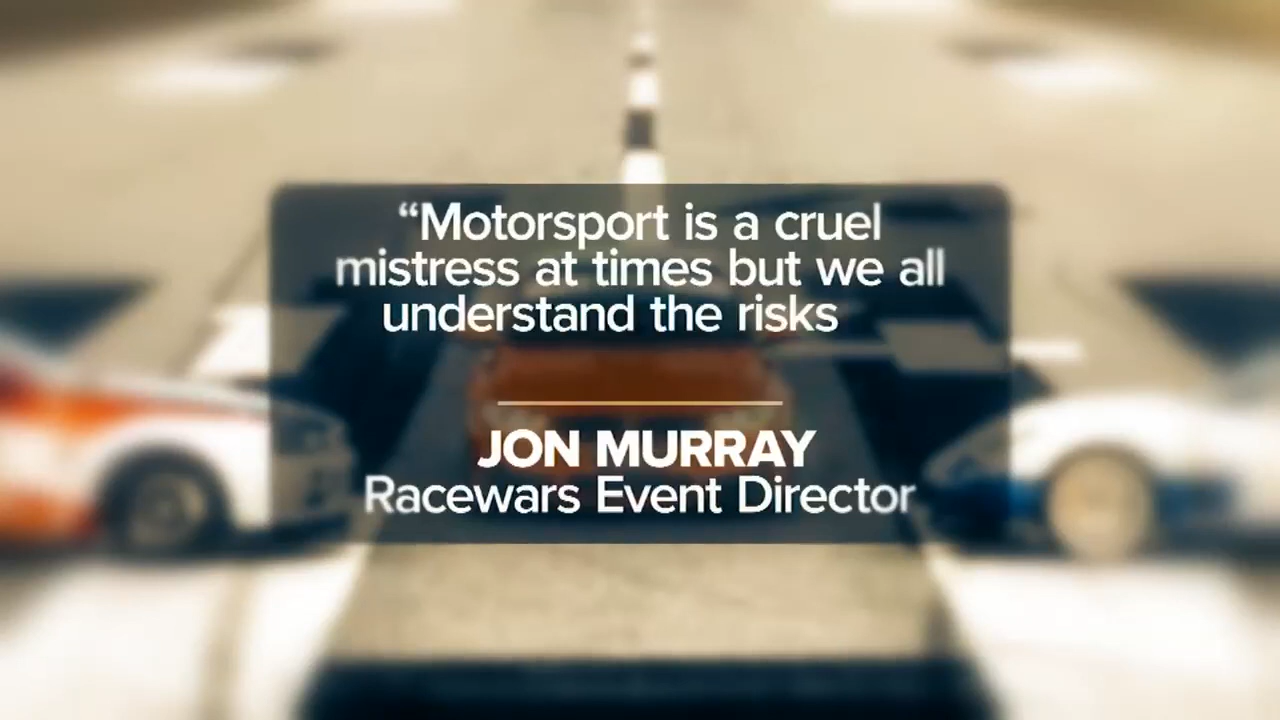 “Motorsport is a cruel
mistress at times but we all
understand the risks
JON MURRAY
Racewars Event Director